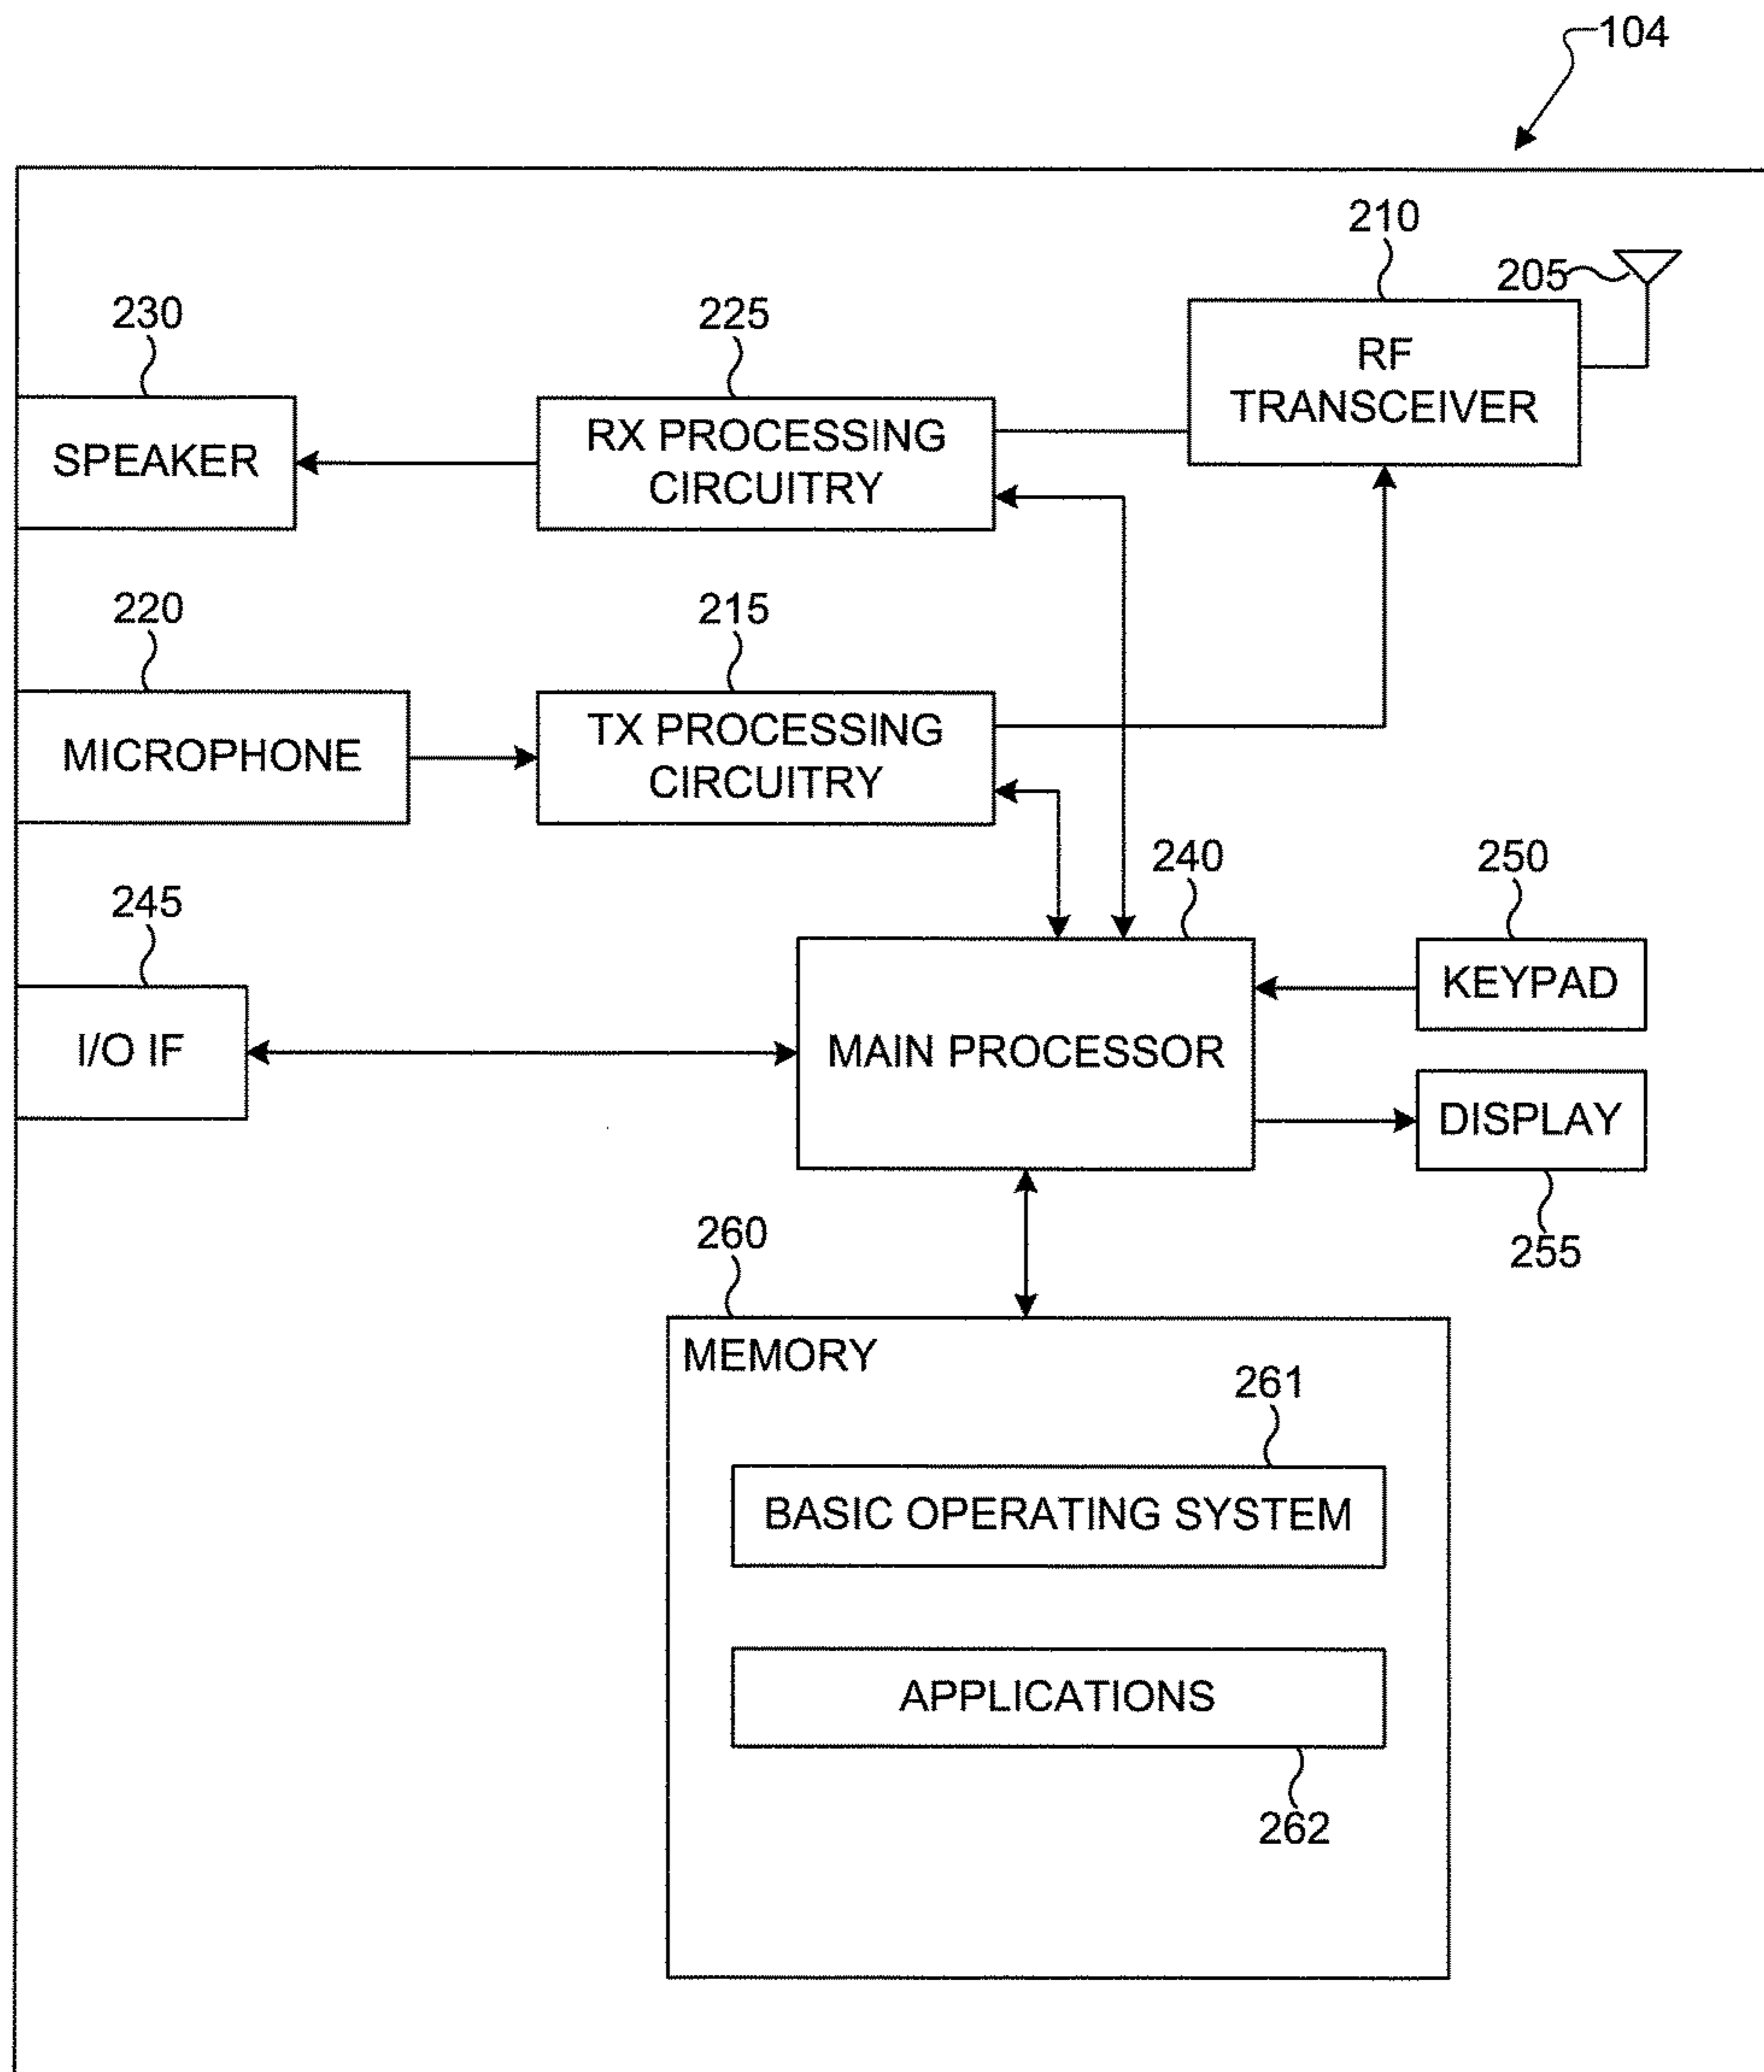 104
210
205
RF
TRANSCEIVER
230
225
SPEAKER
RX PROCESSING
CIRCUITRY
220
215
MICROPHONE
TX PROCESSING
CIRCUITRY
240
250
245
KEYPAD
I/O IF
MAIN PROCESSOR
DISPLAY
255
260
MEMORY
261
BASIC OPERATING SYSTEM
APPLICATIONS
262